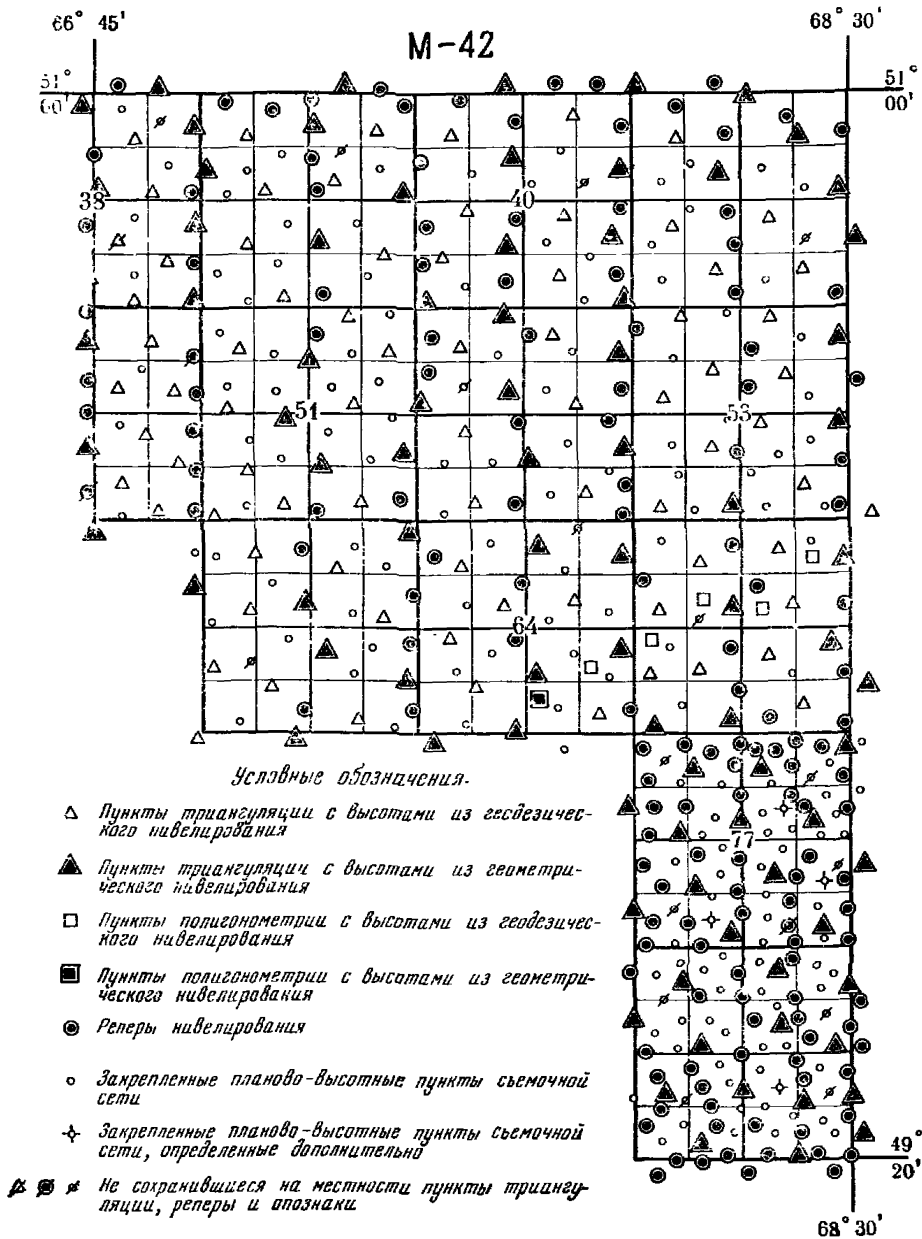 66° 45'
68° 30'
М-42
51°
00'
51°
00'
38
40
51
53
64
77
Условные обозначения.
Пункты триангуляции с высотами из геодезичес-
кого нивелирования
Пункты триангуляции с высотами из геометри-
ческого нивелирования
Пункты полигонометрии с высотами из геодезичес-
кого нивелирования
Пункты полигонометрии с высотами из геометри-
ческого нивелирования
Реперы нивелирования
Закрепленные планово-высотные пункты съемочной
сети
Закрепленные планово-высотные пункты съемочной
сети, определенные дополнительно
Не сохранившиеся на местности пункты триангу-
ляции, реперы и опознаки
49°
20'
68° 30'